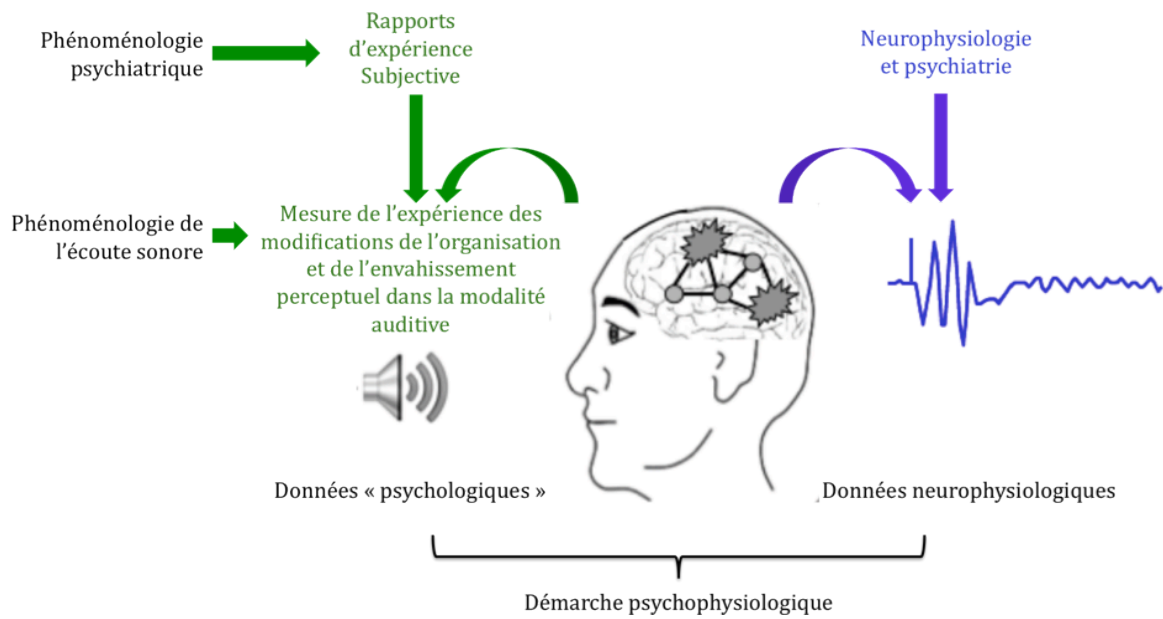 Phénoménologie
psychiatrique
Rapports
d'expérience
Subjective
Neurophysiologie
et psychiatrie
Phénoménologie de
l'écoute sonore
Mesure de l'expérience des
modifications de l'organisation
et de l'envahissement
perceptuel dans la modalité
auditive
Données « psychologiques »
Données neurophysiologiques
Démarche psychophysiologique